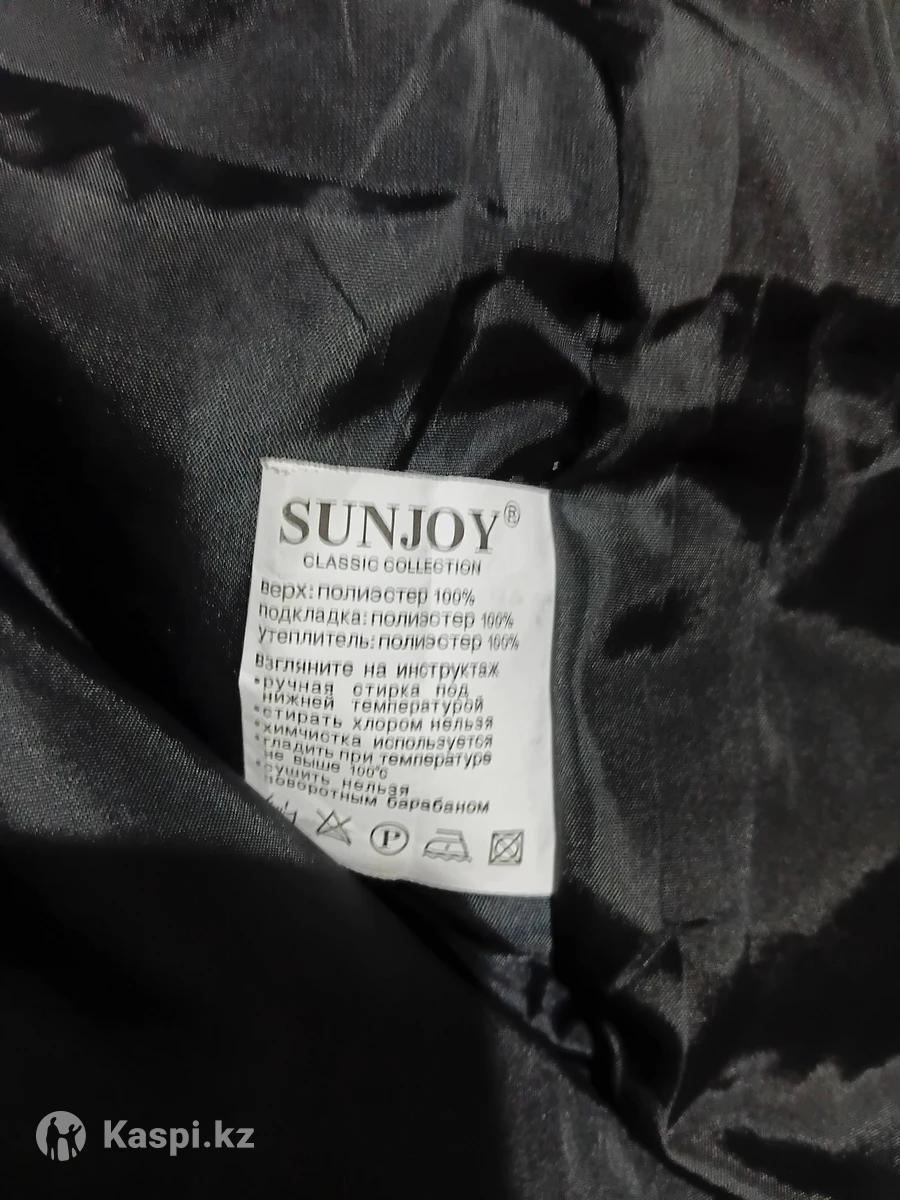 SUNJOY®
CLASSIC COLLECTION
верх: полиэстер 100%
подкладка: полиэстер 100%
утеплитель: полиэстер 100%
взгляните на инструктаж
•ручная стирка под
нижней температурой
•стирать хлором нельзя
•химчистка используется
•гладить при температуре
не выше 100°C
•сушить нельзя
поворотным барабаном
P
Kaspi.kz